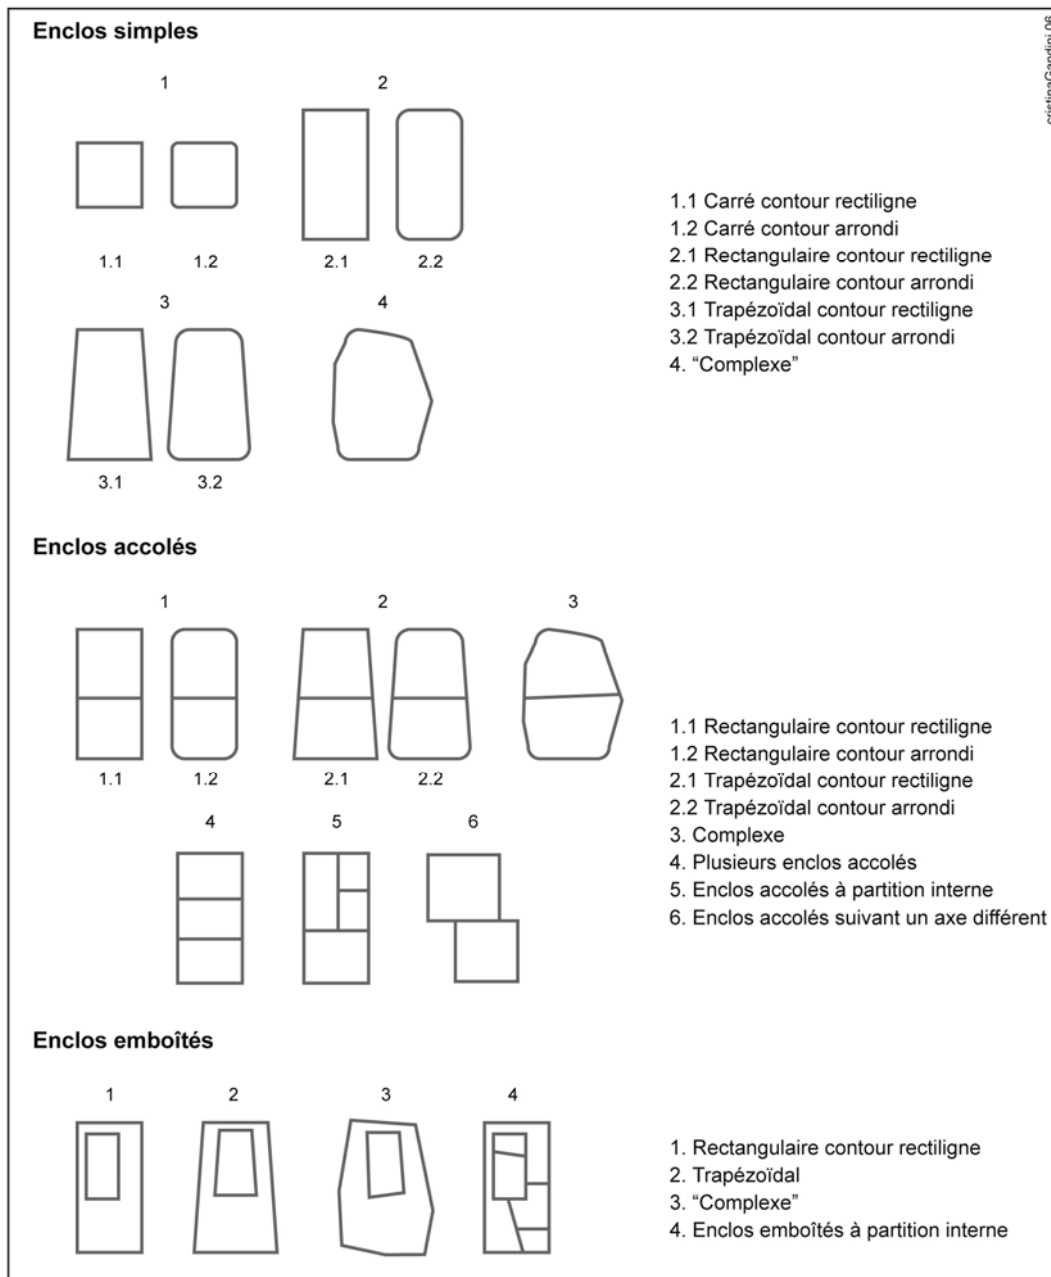 Enclos simples
cristinaGandini 06
1
2
1.1
1.2
2.1
2.2
3
4
3.1
3.2
1.1 Carré contour rectiligne
1.2 Carré contour arrondi
2.1 Rectangulaire contour rectiligne
2.2 Rectangulaire contour arrondi
3.1 Trapézoïdal contour rectiligne
3.2 Trapézoïdal contour arrondi
4. “Complexe”
Enclos accolés
1
2
3
1.1
1.2
2.1
2.2
4
5
6
1.1 Rectangulaire contour rectiligne
1.2 Rectangulaire contour arrondi
2.1 Trapézoïdal contour rectiligne
2.2 Trapézoïdal contour arrondi
3. Complexe
4. Plusieurs enclos accolés
5. Enclos accolés à partition interne
6. Enclos accolés suivant un axe différent
Enclos emboîtés
1
2
3
4
1. Rectangulaire contour rectiligne
2. Trapézoïdal
3. “Complexe”
4. Enclos emboîtés à partition interne